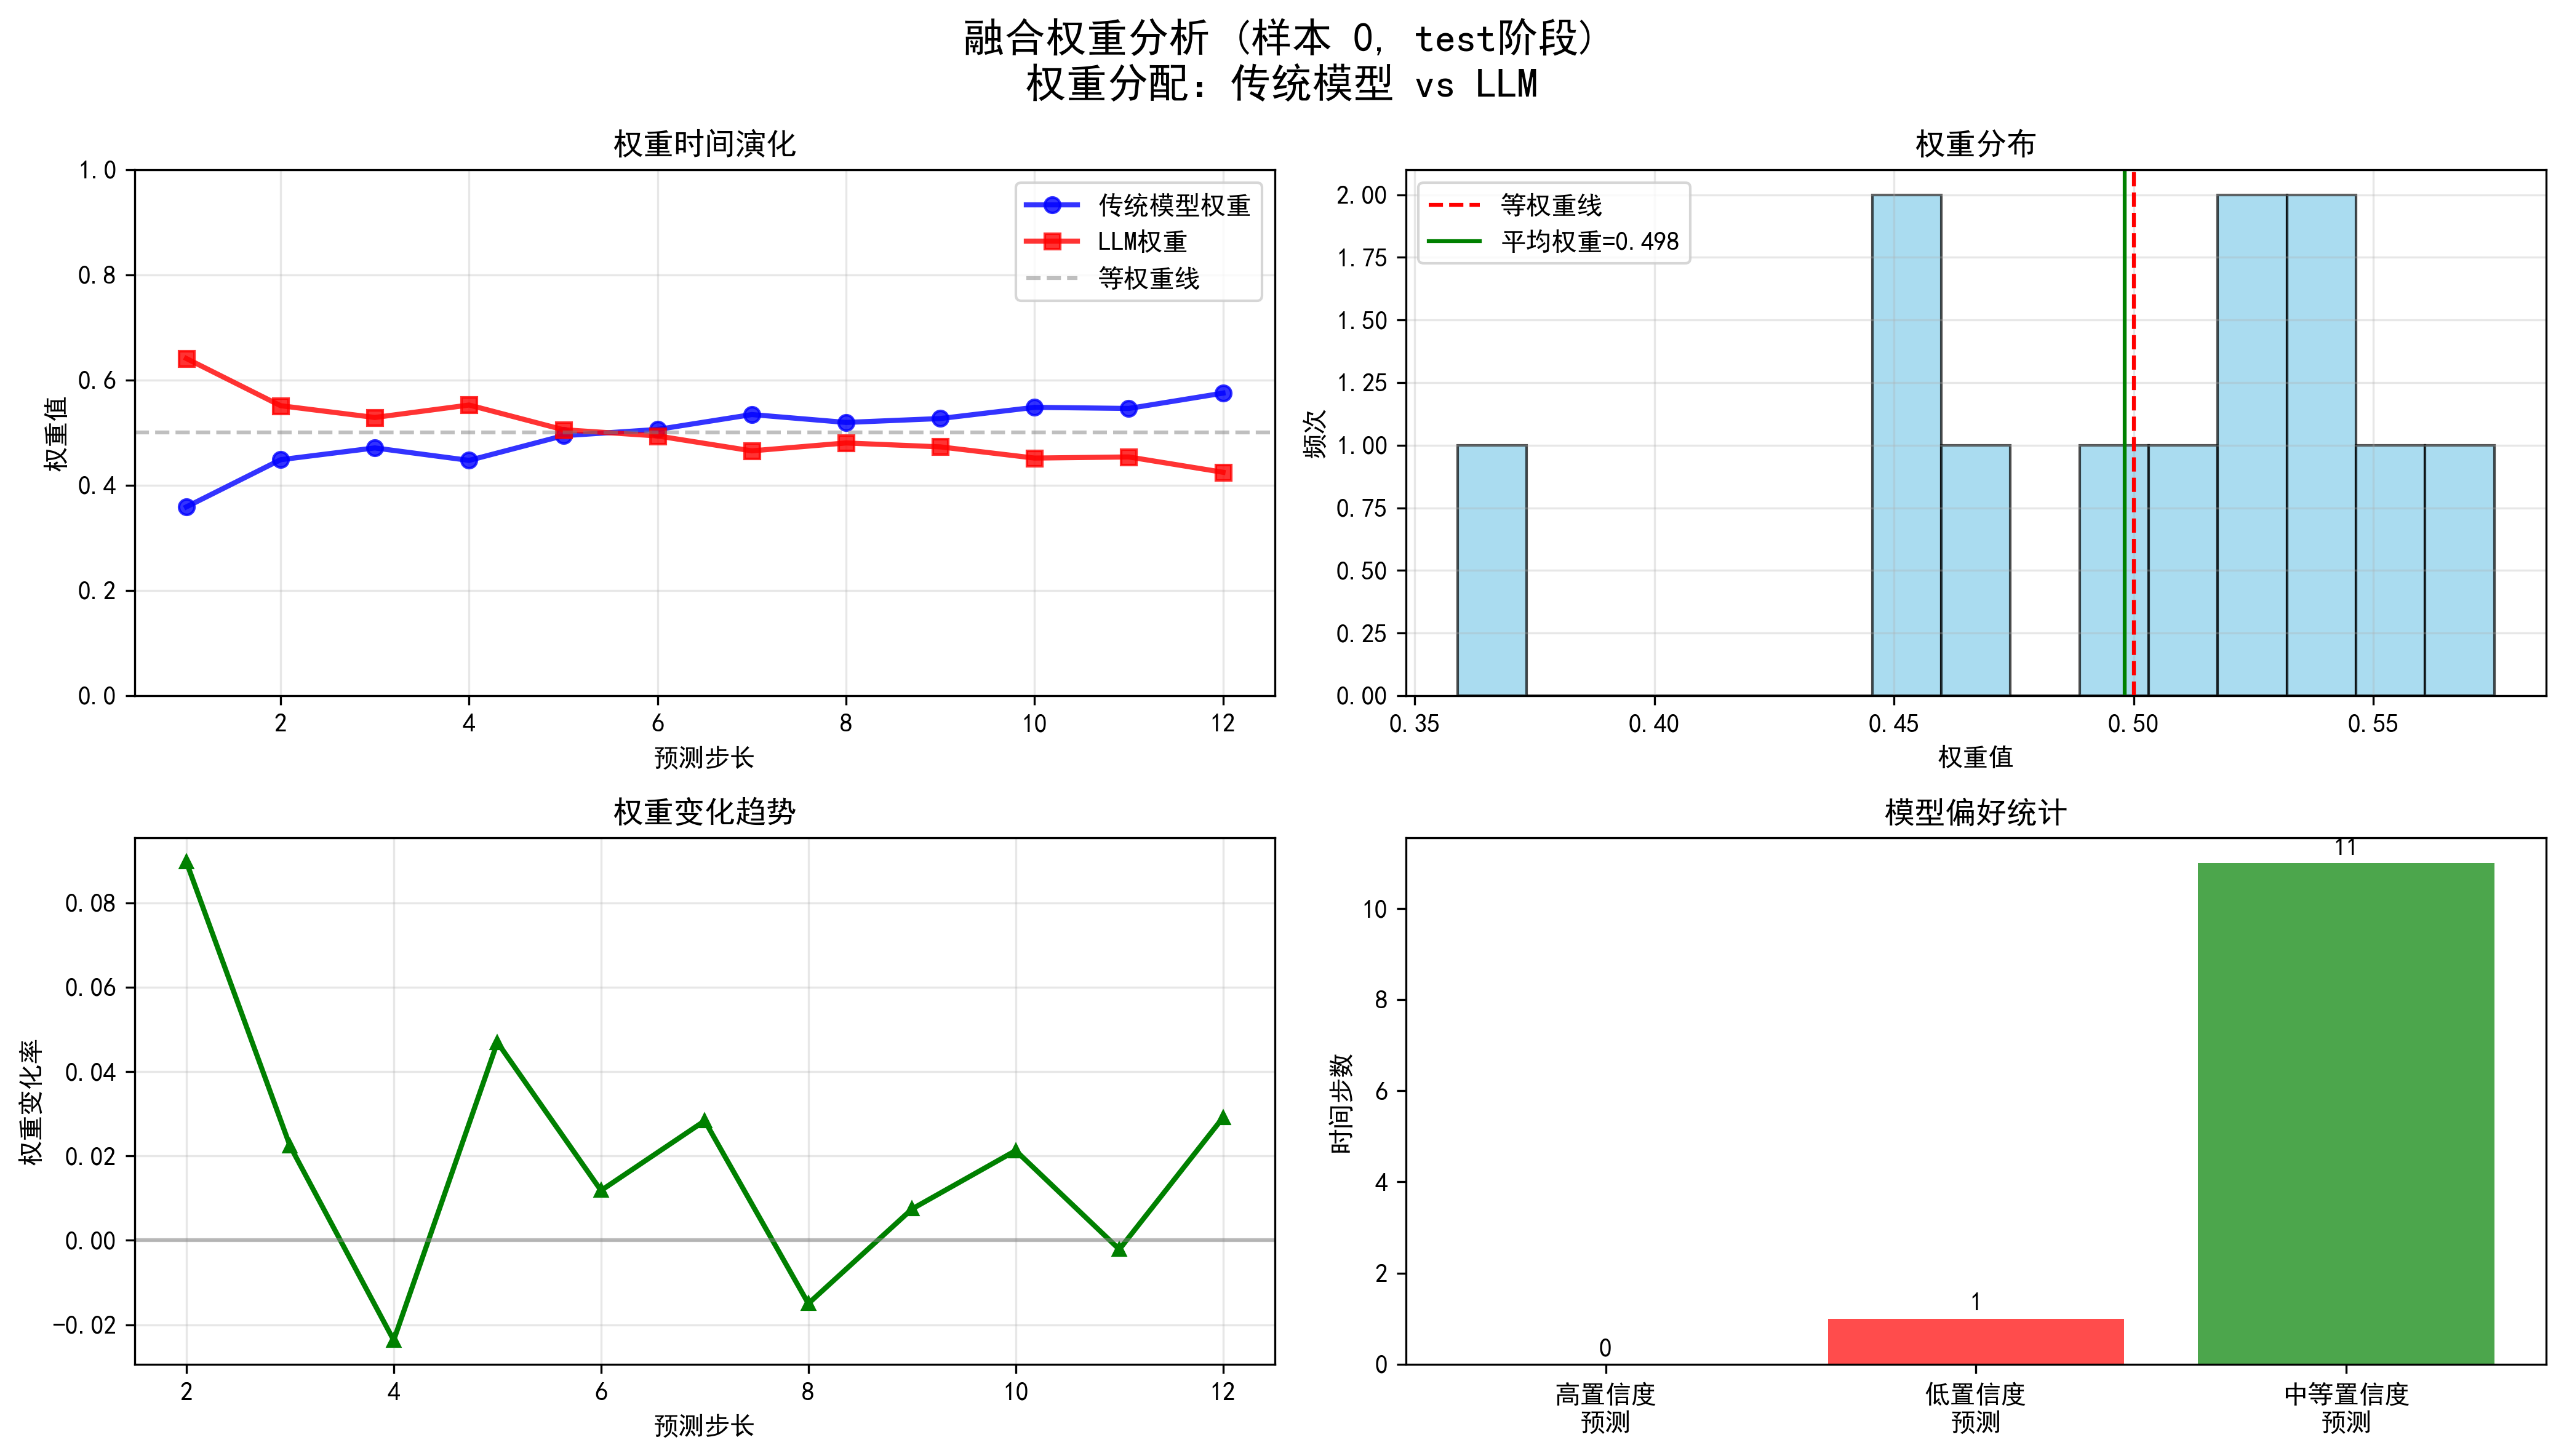 融合权重分析 (样本 0, test阶段)
权重分配: 传统模型 vs LLM
权重时间演化
1.0
0.8
0.6
0.4
0.2
0.0
权重值
传统模型权重
LLM权重
等权重线
2
4
6
8
10
12
预测步长
权重分布
2.00
1.75
1.50
1.25
1.00
0.75
0.50
0.25
0.00
频次
等权重线
平均权重=0.498
0.35
0.40
0.45
0.50
0.55
权重值
权重变化趋势
0.08
0.06
0.04
0.02
0.00
−0.02
权重变化率
2
4
6
8
10
12
预测步长
模型偏好统计
10
8
6
4
2
0
时间步数
0
1
11
高置信度
预测
低置信度
预测
中等置信度
预测